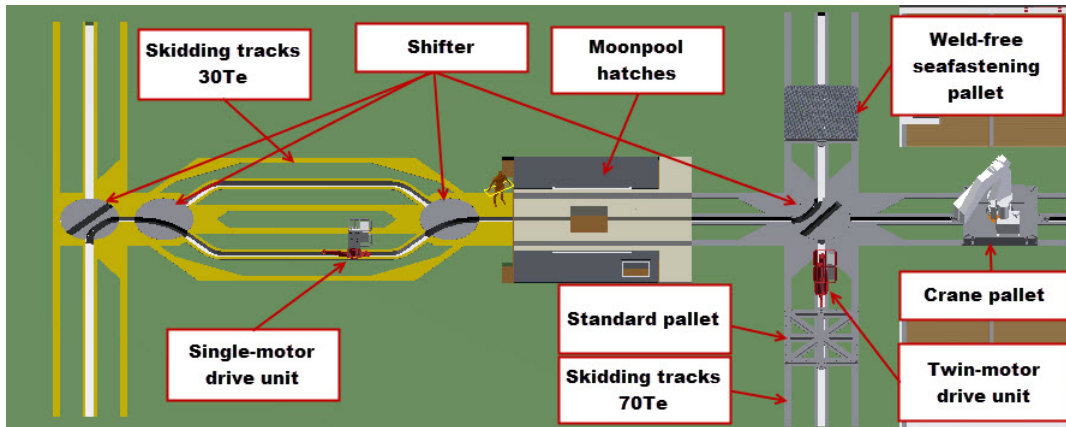 Skidding tracks
30Te
Shifter
Moonpool
hatches
Weld-free
seafastening
pallet
Single-motor
drive unit
Standard pallet
Skidding tracks
70Te
Crane pallet
Twin-motor
drive unit